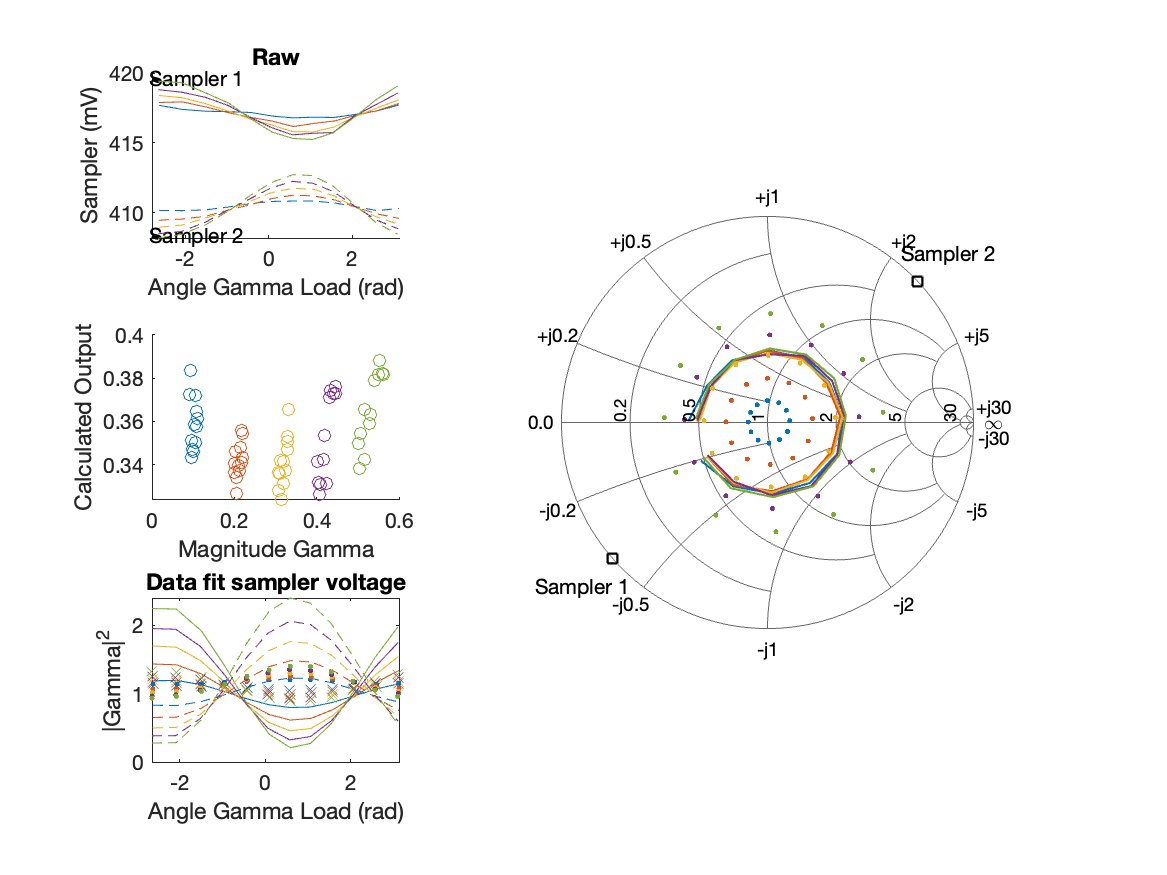 Raw
420
415
410
Sampler (mV)
Sampler 1
Sampler 2
-2
0
2
Angle Gamma Load (rad)
0.4
0.38
0.36
0.34
Calculated Output
0
0.2
0.4
0.6
Magnitude Gamma
Data fit sampler voltage
2
1
0
|Gamma|²
-2
0
2
Angle Gamma Load (rad)
+j1
+j0.5
+j2
Sampler 2
+j0.2
+j5
0.0
0.2
0.5
1
2
5
30
+j30
∞
-j30
-j0.2
-j5
Sampler 1
-j0.5
-j2
-j1